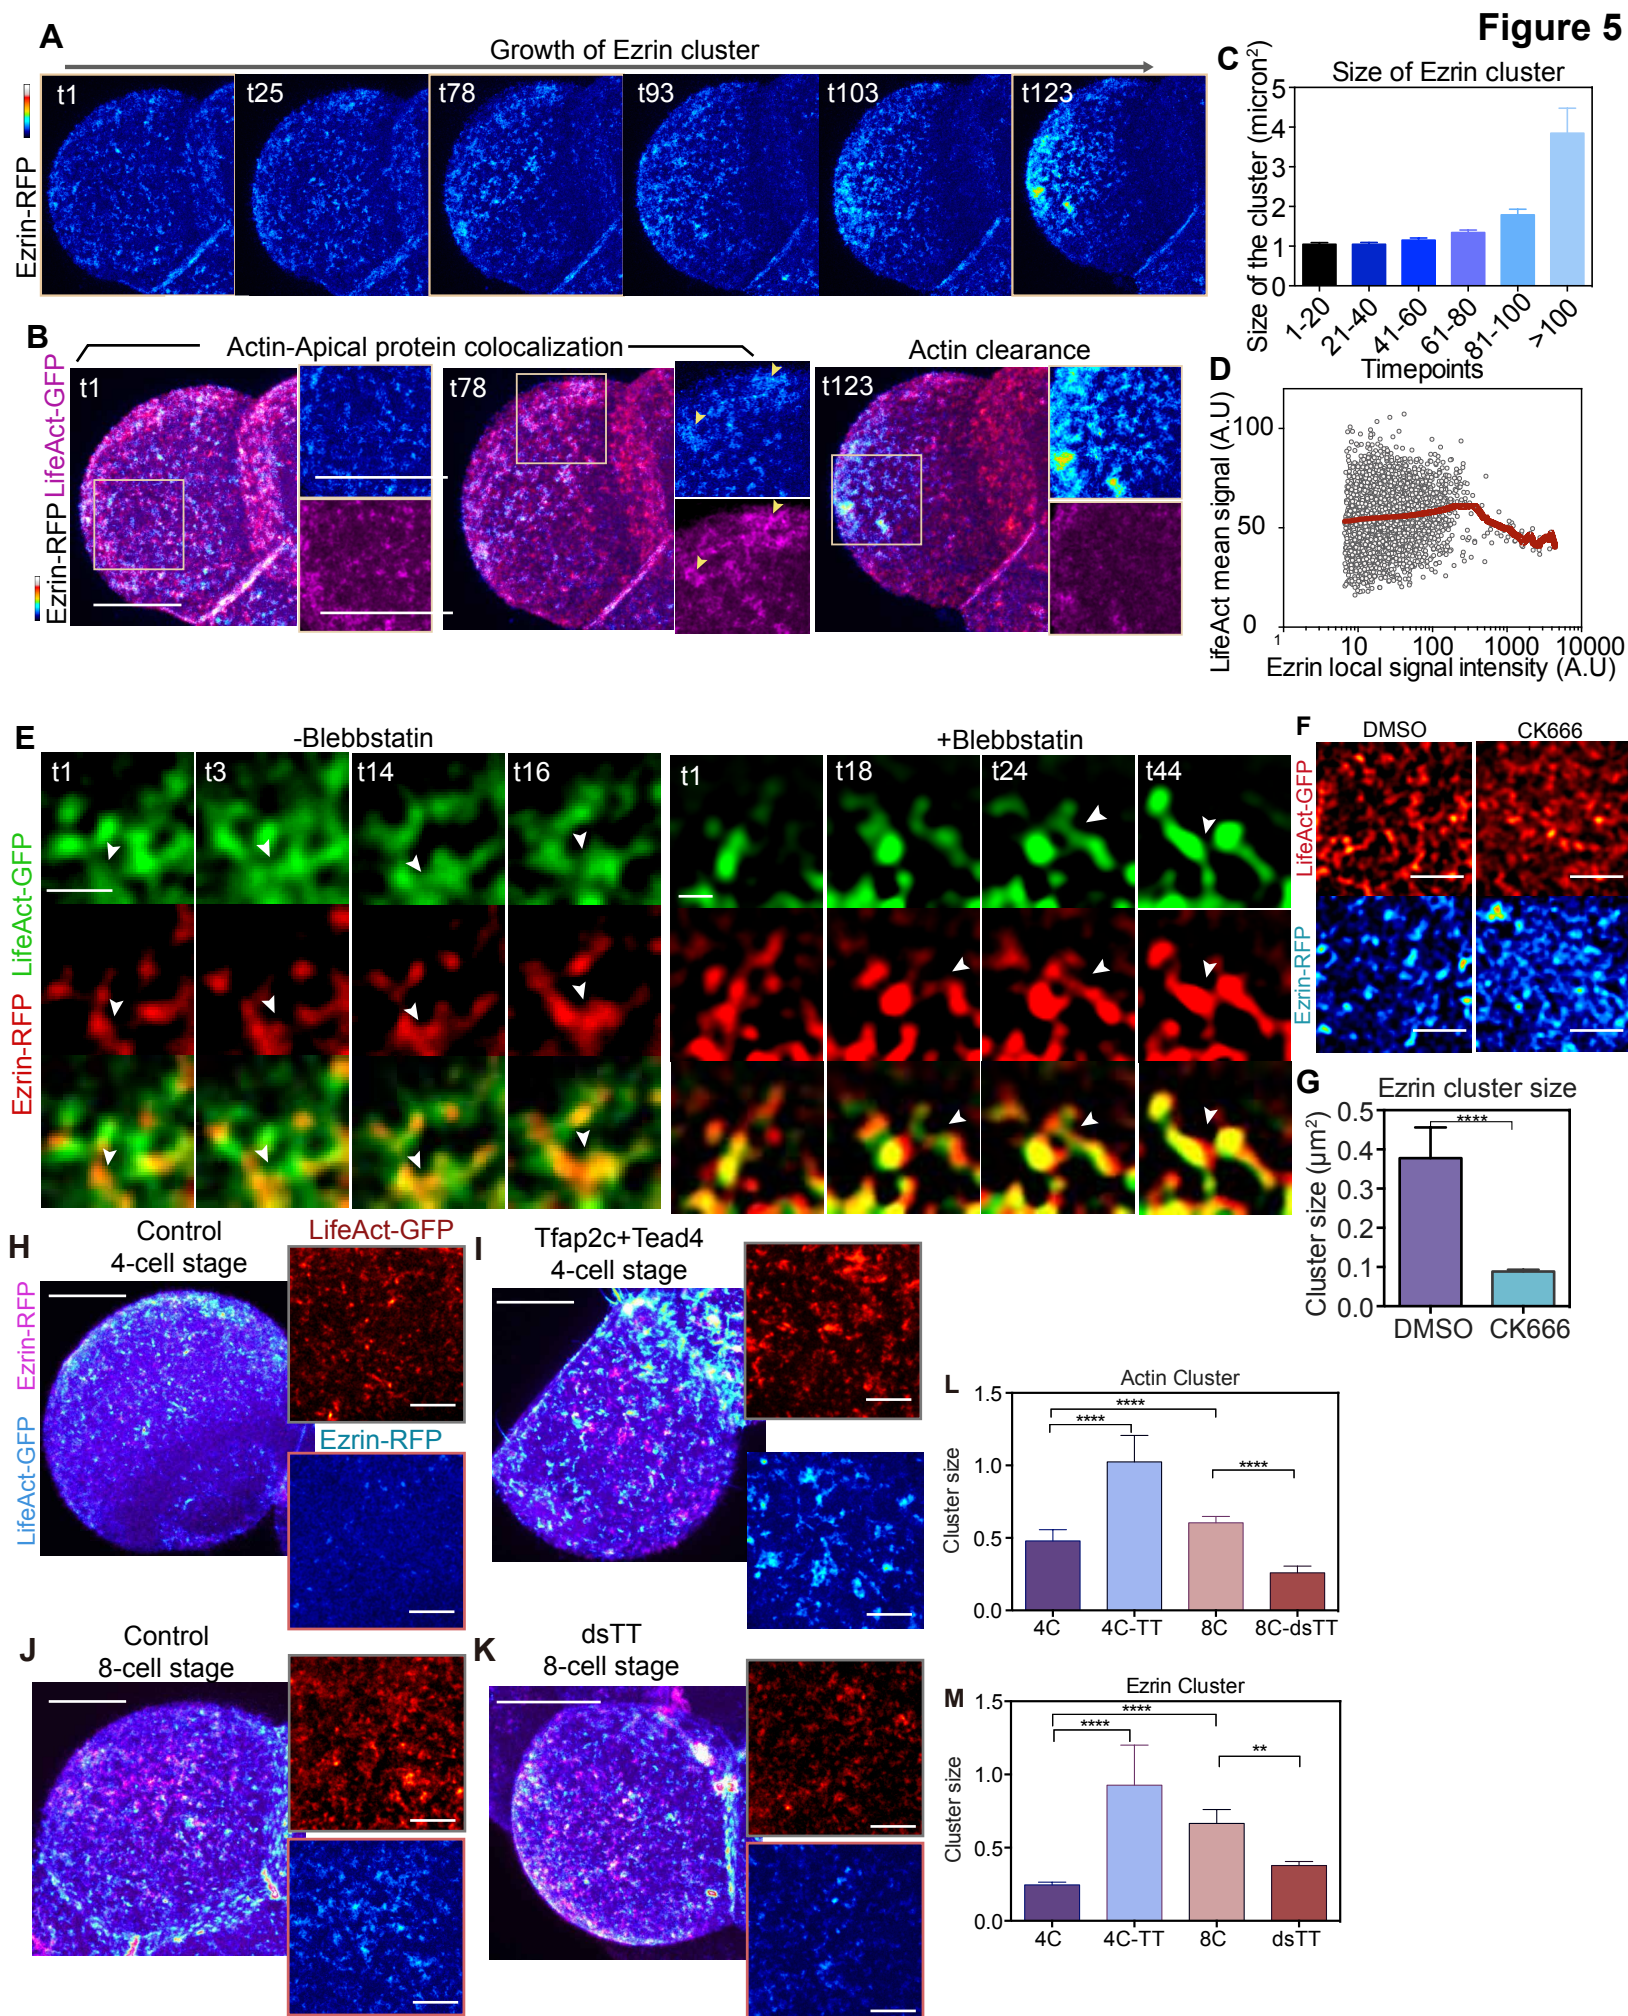 Figure 5
A
Growth of Ezrin cluster
t1
t25
t78
t93
t103
t123
Ezrin-RFP
C
Size of Ezrin cluster
Size of the cluster (micron²)
5
4
3
2
1
0
1-20
21-40
41-60
61-80
81-100
>100
Timepoints
B
Actin-Apical protein colocalization
Actin clearance
t1
t78
t123
Ezrin-RFP LifeAct-GFP
D
LifeAct mean signal (A.U)
100
50
0
1
10
100
1000
10000
Ezrin local signal intensity (A.U)
E
-Blebbstatin
+Blebbstatin
t1
t3
t14
t16
t1
t18
t24
t44
LifeAct-GFP
Ezrin-RFP
F
DMSO
CK666
LifeAct-GFP
Ezrin-RFP
G
Ezrin cluster size
Cluster size (µm²)
0.5
0.4
0.3
0.2
0.1
0.0
****
DMSO
CK666
H
Control
4-cell stage
LifeAct-GFP
Ezrin-RFP
LifeAct-GFP
Ezrin-RFP
I
Tfap2c+Tead4
4-cell stage
J
Control
8-cell stage
K
dsTT
8-cell stage
L
Actin Cluster
Cluster size
1.5
1.0
0.5
0.0
****
****
****
4C
4C-TT
8C
8C-dsTT
M
Ezrin Cluster
Cluster size
1.5
1.0
0.5
0.0
****
****
**
4C
4C-TT
8C
dsTT